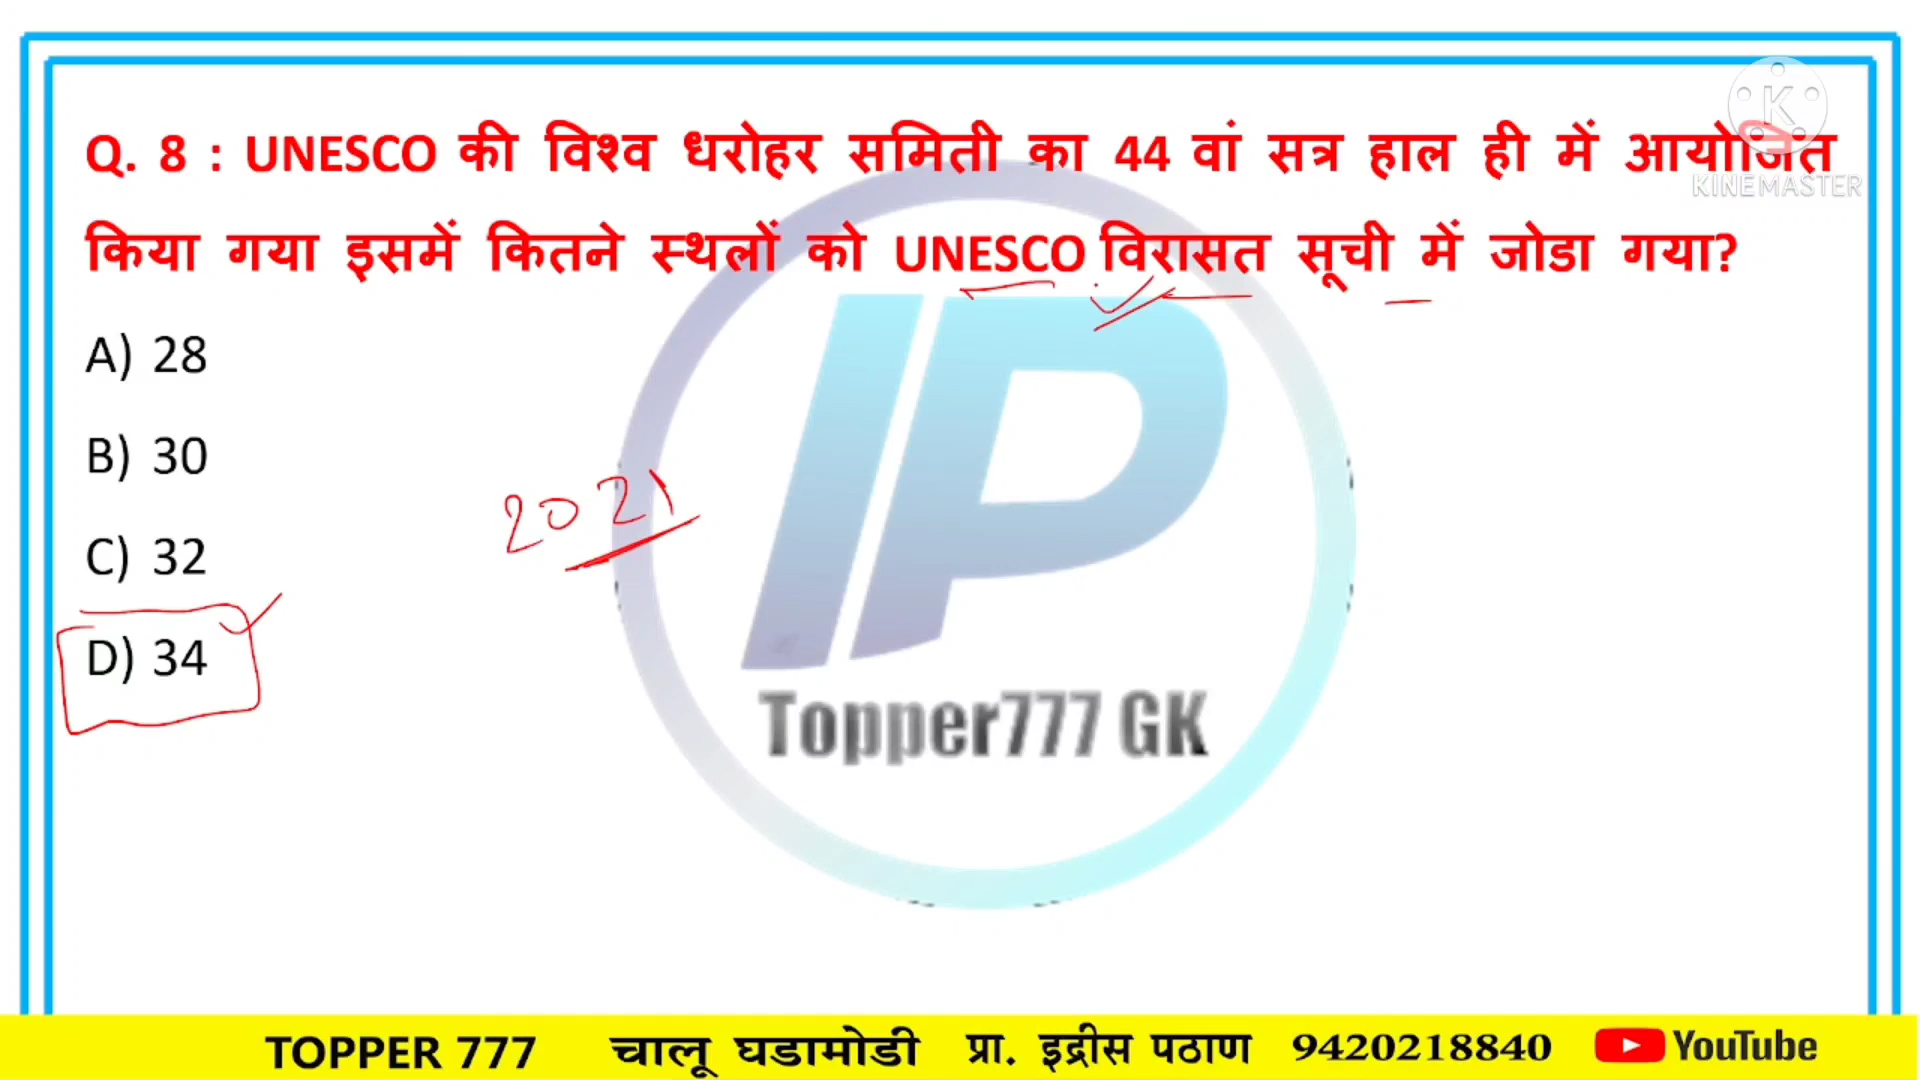 Q. 8 : UNESCO की विश्व धरोहर समिती का 44 वां सत्र हाल ही में आयोजित
KINEMASTER
किया गया इसमें कितने स्थलों को UNESCO विरासत सूची में जोडा गया?
A) 28
B) 30
2021
C) 32
D) 34
Topper777 GK
TOPPER 777 चालू घडामोडी प्रा. इद्रीस पठाण 9420218840 YouTube